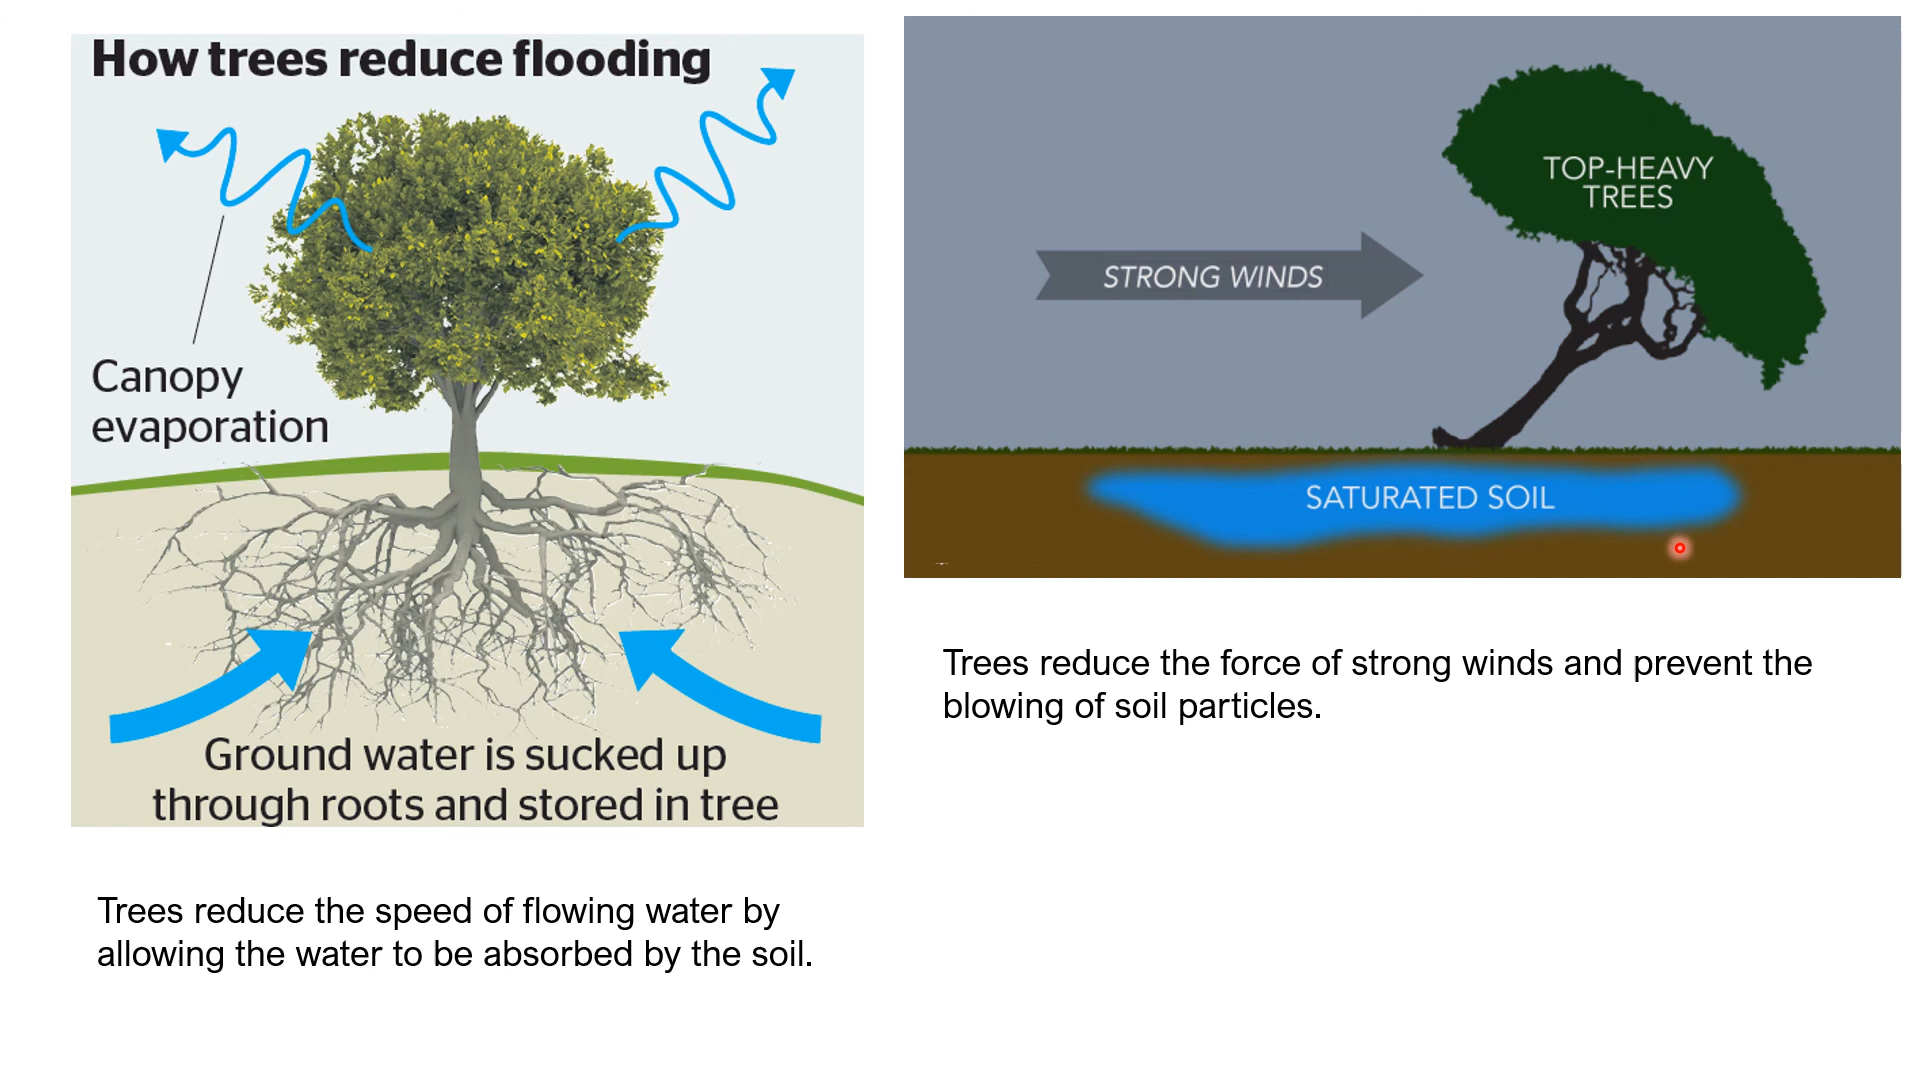 How trees reduce flooding
Canopy
evaporation
Ground water is sucked up
through roots and stored in tree
Trees reduce the speed of flowing water by
allowing the water to be absorbed by the soil.
TOP-HEAVY
TREES
STRONG WINDS
SATURATED SOIL
Trees reduce the force of strong winds and prevent the
blowing of soil particles.